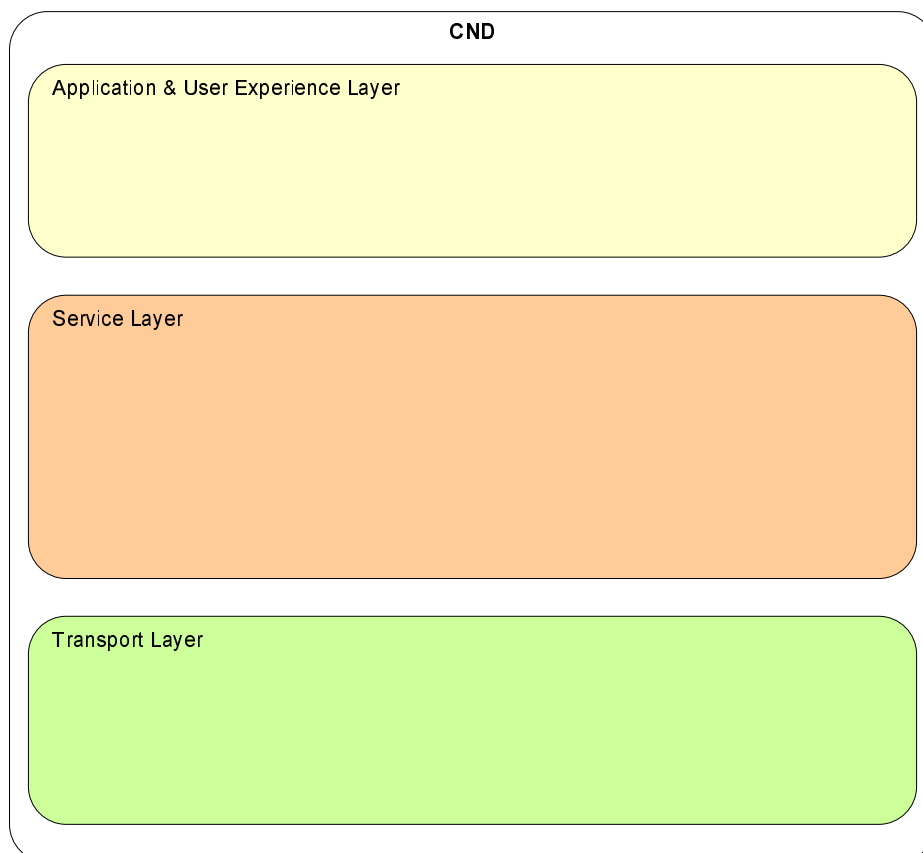 CND
Application & User Experience Layer
Service Layer
Transport Layer